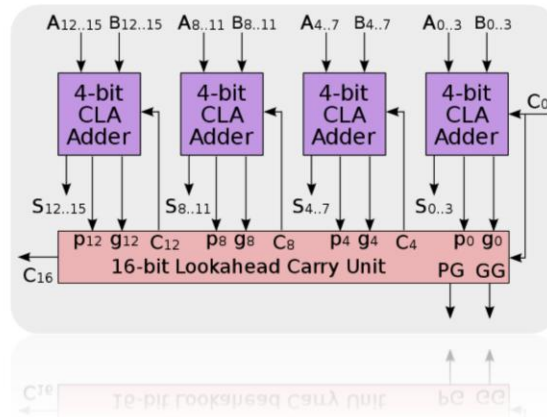 A12..15 B12..15 A8..11 B8..11 A4..7 B4..7 A0..3 B0..3
4-bit CLA Adder 4-bit CLA Adder 4-bit CLA Adder 4-bit CLA Adder C0
S12..15 S8..11 S4..7 S0..3
p12 g12 C12 p8 g8 C8 p4 g4 C4 p0 g0
16-bit Lookahead Carry Unit PG GG
C16